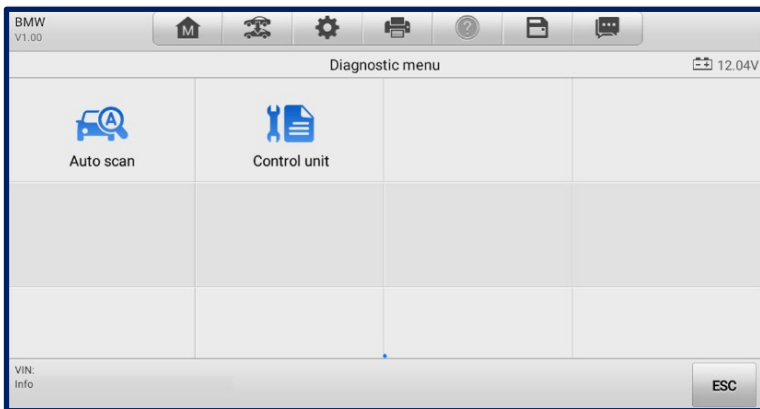 BMW
V1.00
M
Diagnostic menu
12.04V
A
Auto scan
Control unit
VIN:
Info
ESC